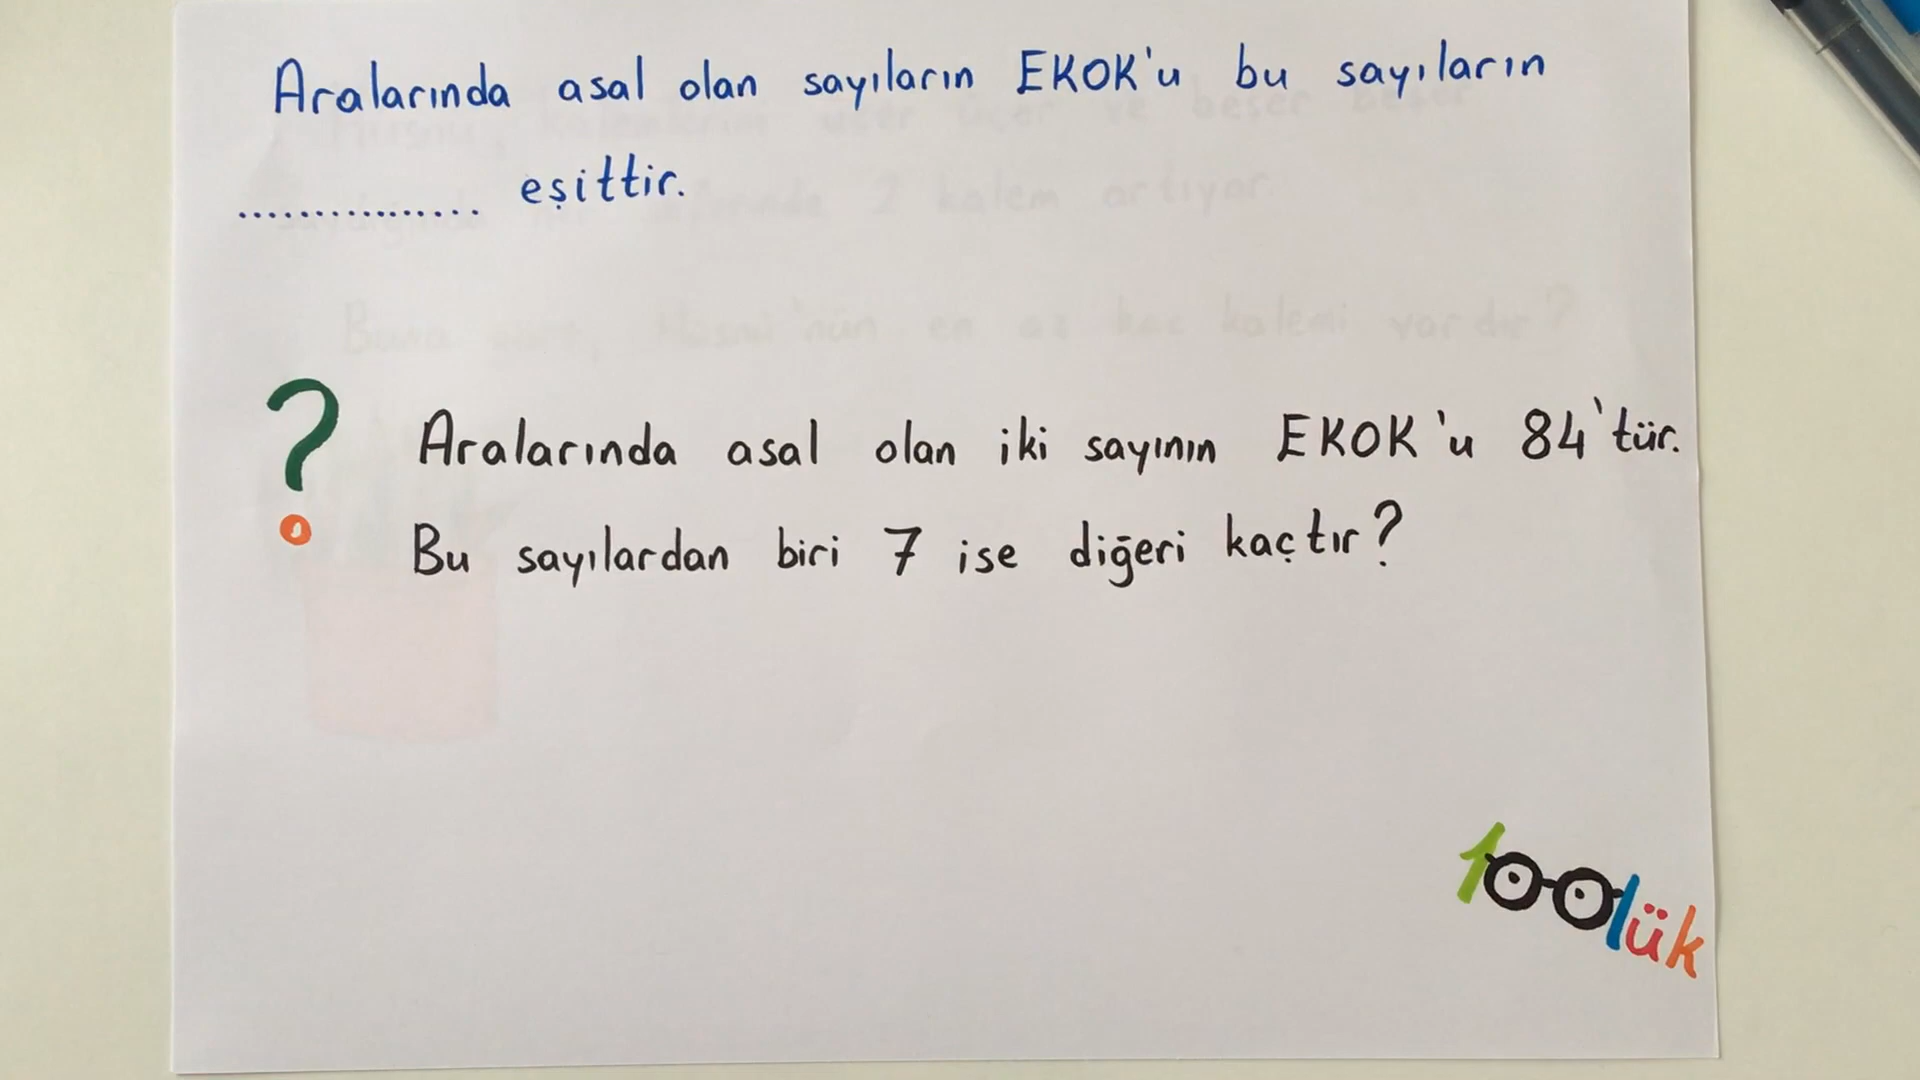 Aralarında asal olan sayıların EKOK'u bu sayıların
............... eşittir.
? Aralarında asal olan iki sayının EKOK'u 84'tür.
Bu sayılardan biri 7 ise diğeri kaçtır?
100lük